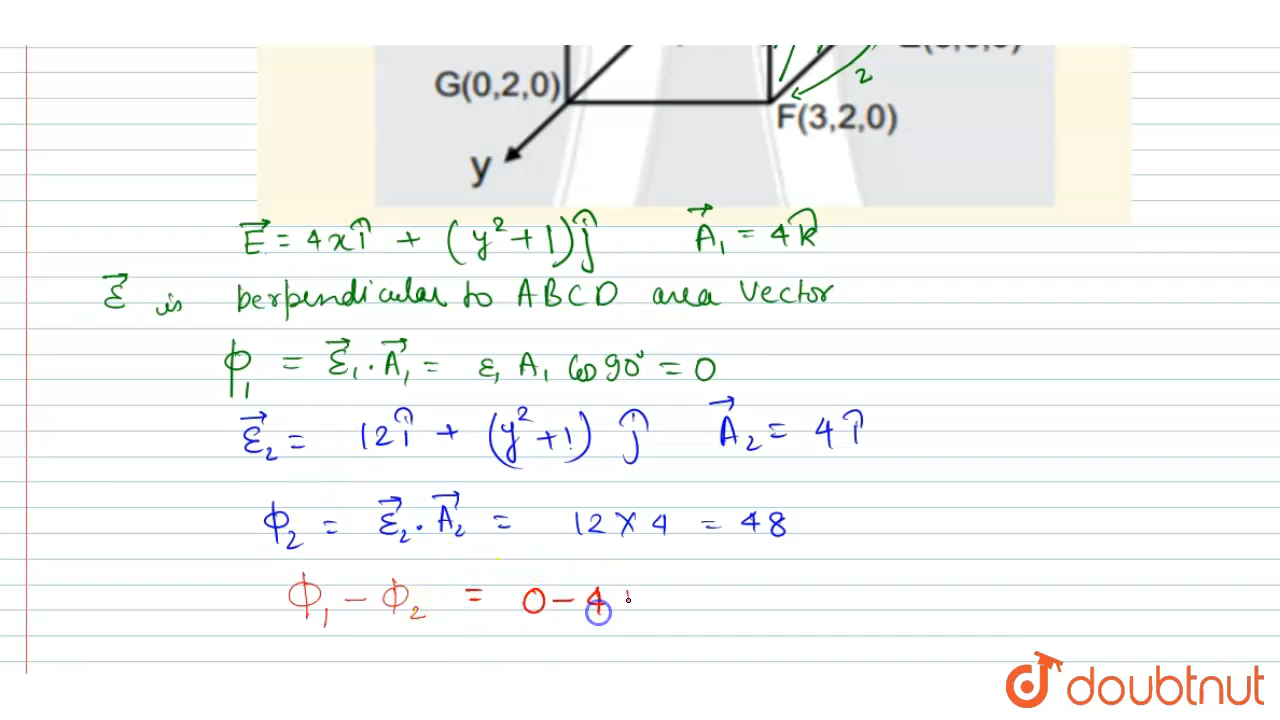 G(0,2,0)
2
F(3,2,0)
y
E⃗ = 4xî + (y² + 1)ĵ A⃗₁ = 4k̂
ε⃗ is perpendicular to ABCD area vector
ϕ₁ = ε⃗₁ · A⃗₁ = ε₁ A₁ Cos 90° = 0
ε⃗₂ = 12î + (y² + 1) ĵ A⃗₂ = 4î
ϕ₂ = ε⃗₂ · A⃗₂ = 12 × 4 = 48
ϕ₁ − ϕ₂ = 0 − 4
doubtnut